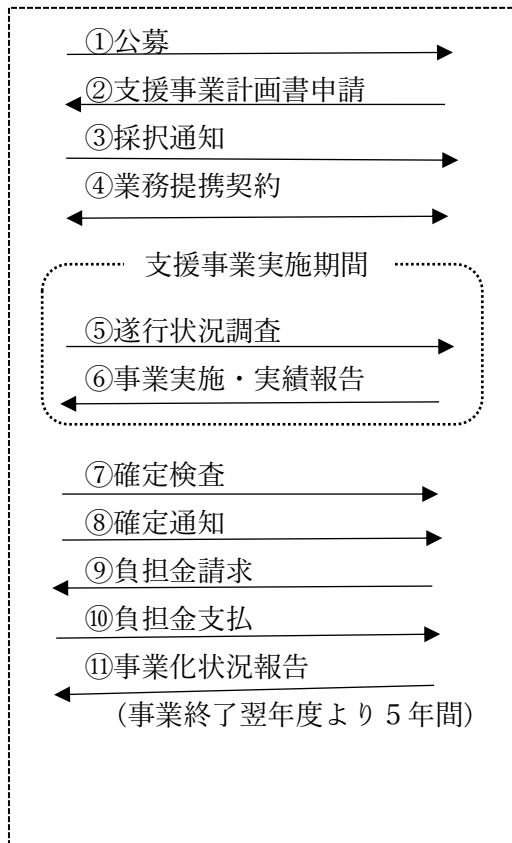 ①公募
②支援事業計画書申請
③採択通知
④業務提携契約
支援事業実施期間
⑤遂行状況調査
⑥事業実施・実績報告
⑦確定検査
⑧確定通知
⑨負担金請求
⑩負担金支払
⑪事業化状況報告
（事業終了翌年度より５年間）